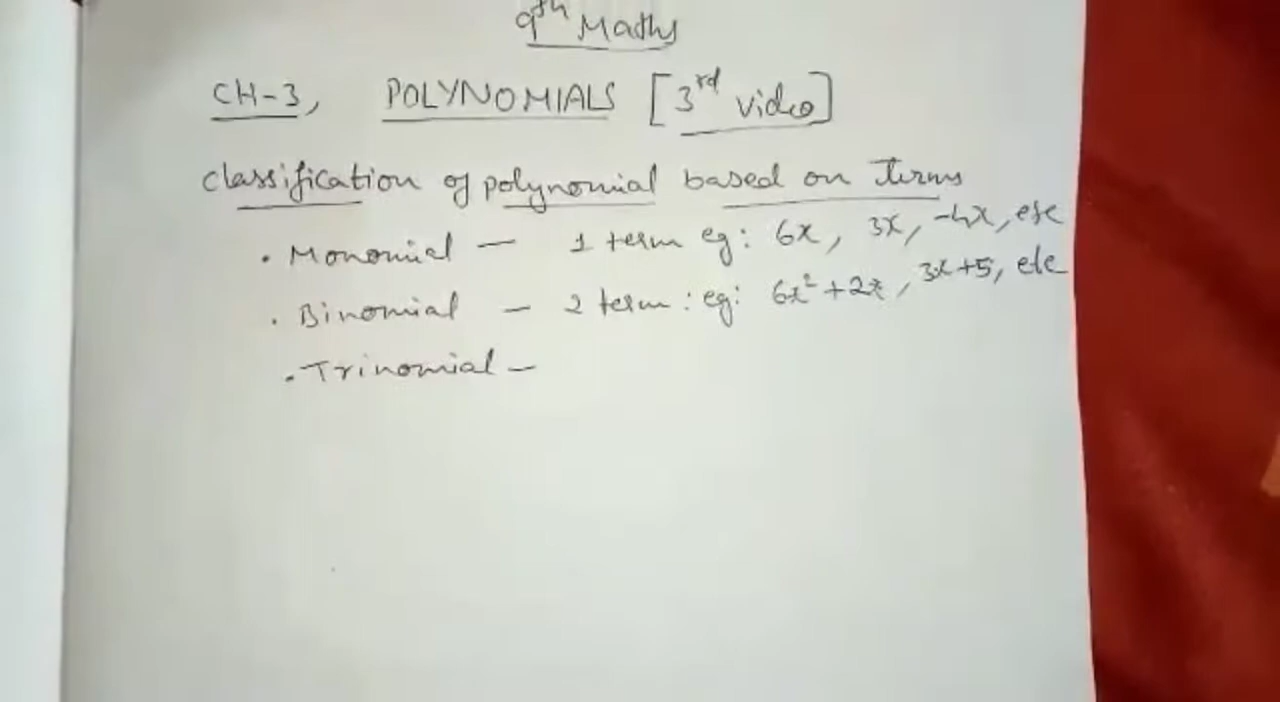 9th Maths
CH-3, POLYNOMIALS [3rd video]
classification of polynomial based on Terms
. Monomial — 1 term eg: 6x, 3x, -4x, etc
. Binomial — 2 term: eg: 6x²+2x, 3x+5, etc
. Trinomial —